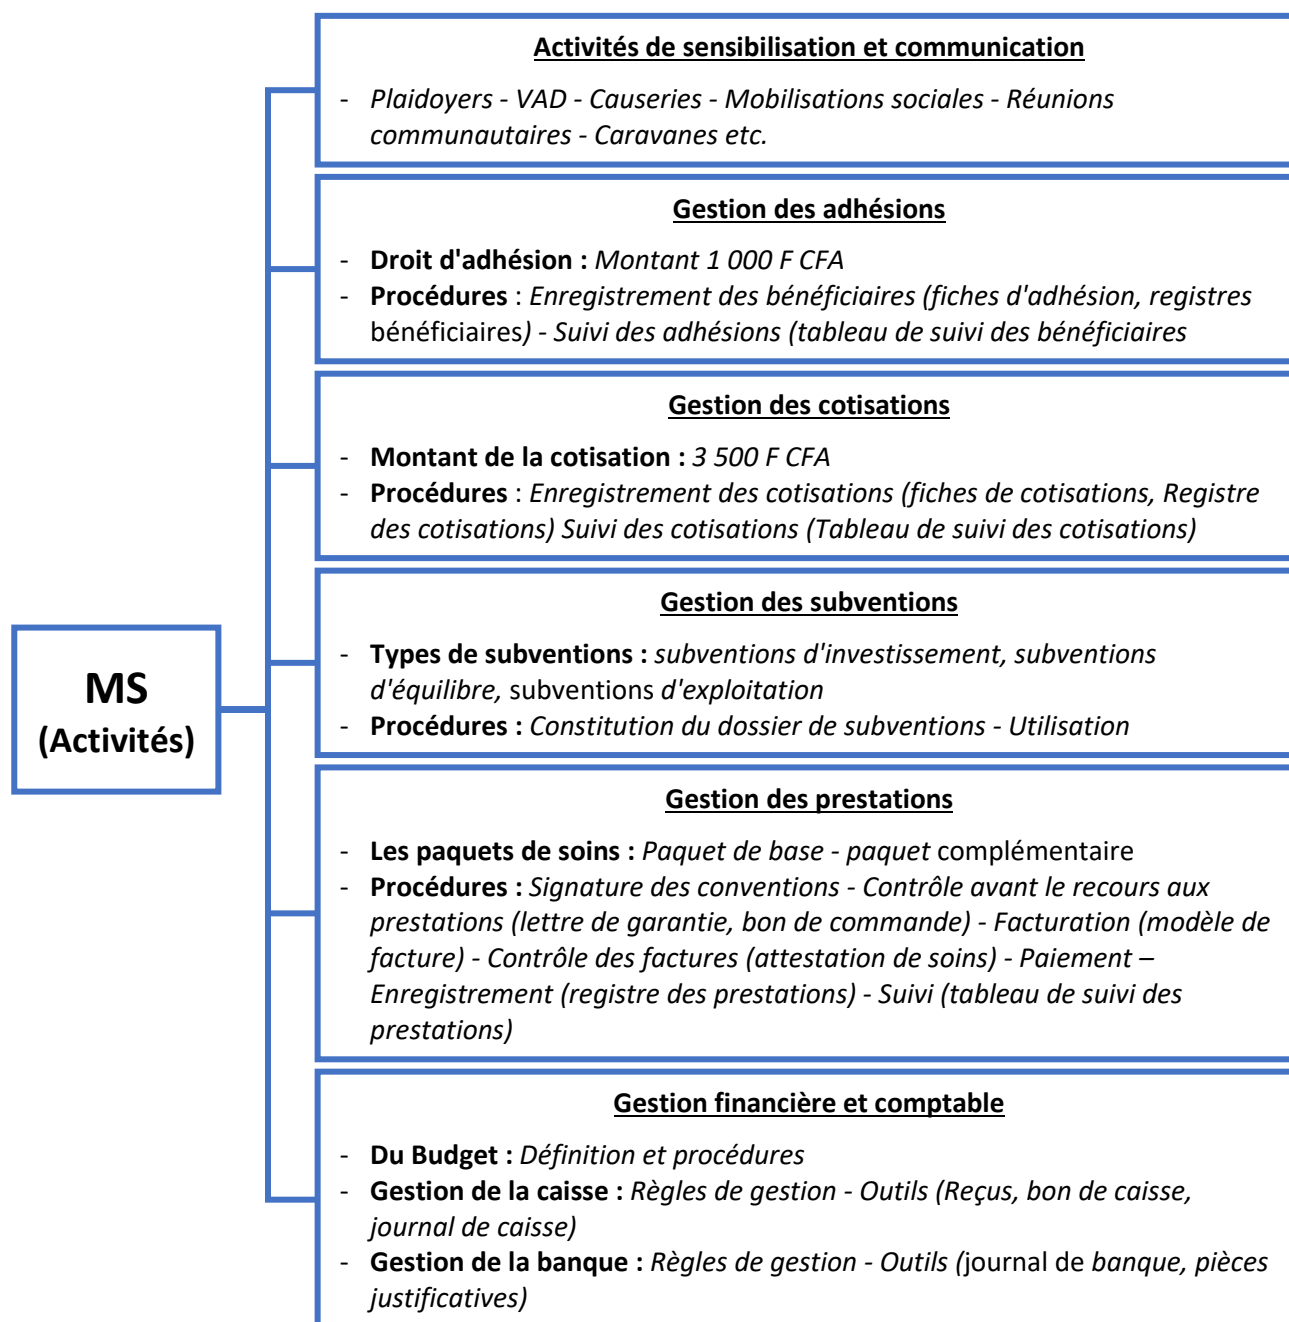 Activités de sensibilisation et communication
- Plaidoyers - VAD - Causeries - Mobilisations sociales - Réunions
communautaires - Caravanes etc.
Gestion des adhésions
- Droit d'adhésion : Montant 1 000 F CFA
- Procédures : Enregistrement des bénéficiaires (fiches d'adhésion, registres
bénéficiaires) - Suivi des adhésions (tableau de suivi des bénéficiaires
Gestion des cotisations
- Montant de la cotisation : 3 500 F CFA
- Procédures : Enregistrement des cotisations (fiches de cotisations, Registre
des cotisations) Suivi des cotisations (Tableau de suivi des cotisations)
Gestion des subventions
- Types de subventions : subventions d'investissement, subventions
d'équilibre, subventions d'exploitation
- Procédures : Constitution du dossier de subventions - Utilisation
MS
(Activités)
Gestion des prestations
- Les paquets de soins : Paquet de base - paquet complémentaire
- Procédures : Signature des conventions - Contrôle avant le recours aux
prestations (lettre de garantie, bon de commande) - Facturation (modèle de
facture) - Contrôle des factures (attestation de soins) - Paiement –
Enregistrement (registre des prestations) - Suivi (tableau de suivi des
prestations)
Gestion financière et comptable
- Du Budget : Définition et procédures
- Gestion de la caisse : Règles de gestion - Outils (Reçus, bon de caisse,
journal de caisse)
- Gestion de la banque : Règles de gestion - Outils (journal de banque, pièces
justificatives)